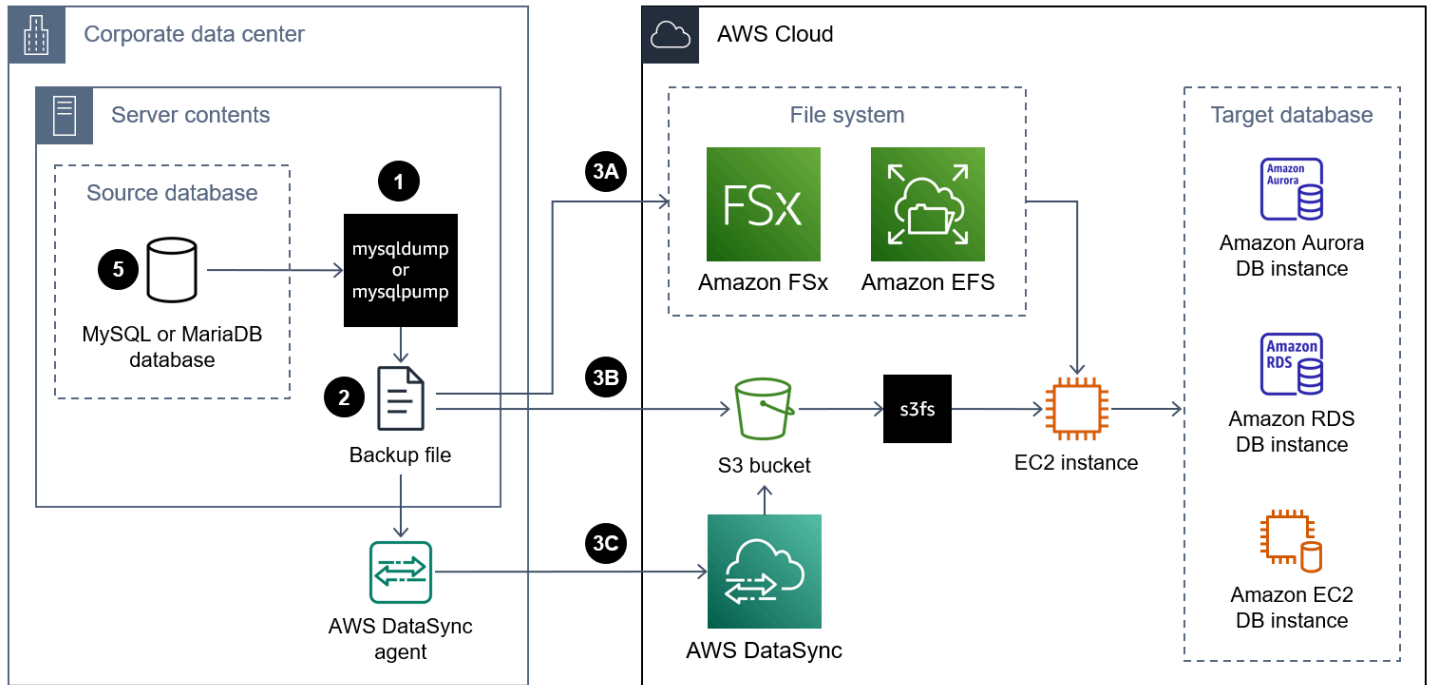 Corporate data center
AWS Cloud
Server contents
File system
Target database
Source database
1
3A
FSx
Amazon
Aurora
mysqldump
or
mysqlpump
5
MySQL or MariaDB
database
Amazon FSx
Amazon EFS
Amazon Aurora
DB instance
2
Backup file
3B
S3 bucket
s3fs
EC2 instance
Amazon
RDS
Amazon RDS
DB instance
3C
AWS DataSync
agent
AWS DataSync
Amazon EC2
DB instance